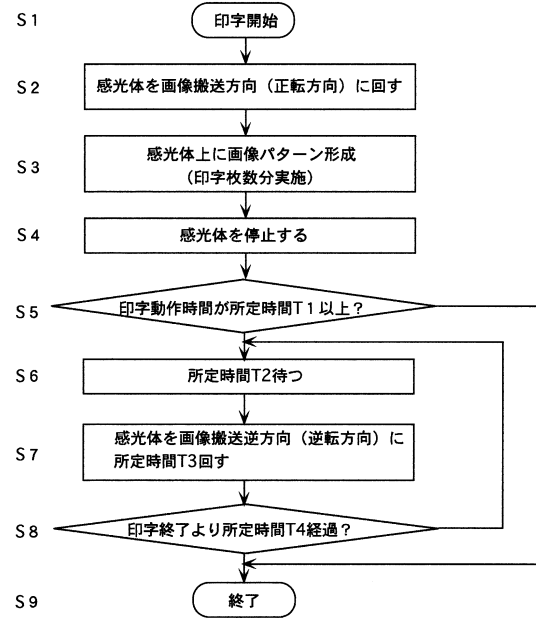 S1 印字開始
S2 感光体を画像搬送方向（正転方向）に回す
S3 感光体上に画像パターン形成
（印字枚数分実施）
S4 感光体を停止する
S5 印字動作時間が所定時間T１以上？
S6 所定時間T2待つ
S7 感光体を画像搬送逆方向（逆転方向）に
所定時間T3回す
S8 印字終了より所定時間T4経過？
S9 終了